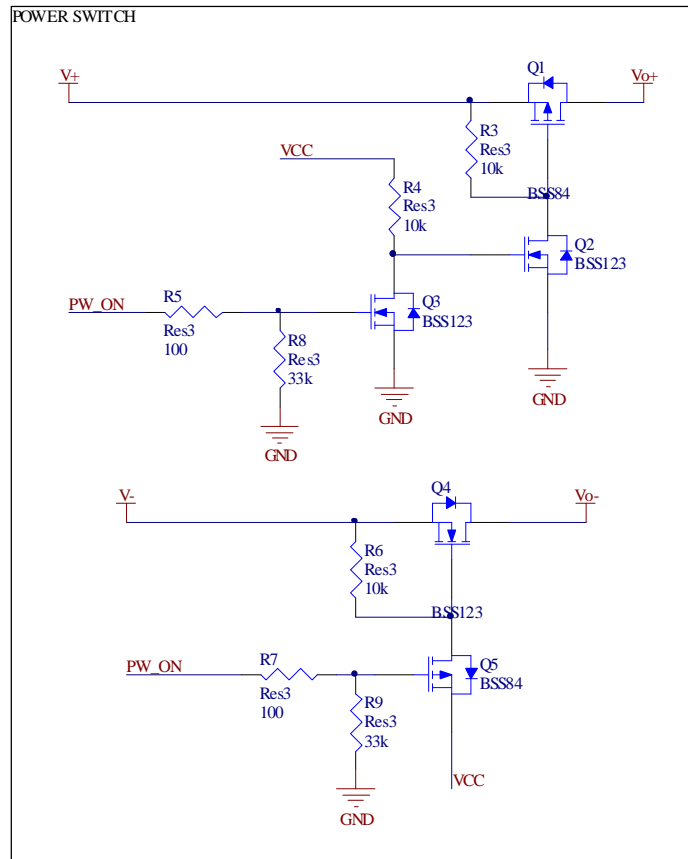 POWER SWITCH
V+
Q1
Vo+
R3
Res3
10k
VCC
R4
Res3
10k
BSS84
Q2
BSS123
PW_ON
R5
Res3
100
Q3
BSS123
R8
Res3
33k
GND
GND
GND
V-
Q4
Vo-
R6
Res3
10k
BSS123
PW_ON
R7
Res3
100
Q5
BSS84
R9
Res3
33k
VCC
GND